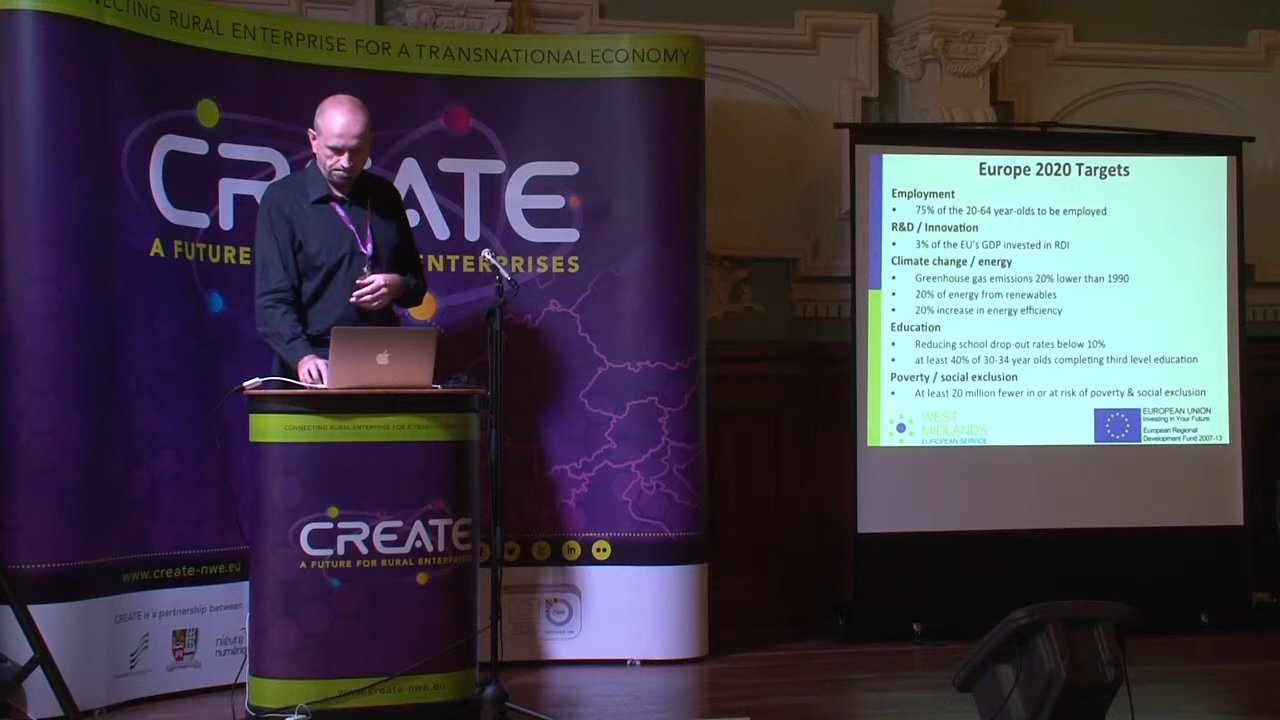 NECTING RURAL ENTERPRISE FOR A TRANSNATIONAL ECONOMY
CREATE
A FUTURE ENTERPRISES
www.create-nwe.eu
CREATE is a partnership between
nièvre
numériq
CONNECTING RURAL ENTERPRISE FOR A TRANSNA
CREATE
A FUTURE FOR RURAL ENTERPR
www.create-nwe.eu
Europe 2020 Targets
Employment
• 75% of the 20-64 year-olds to be employed
R&D / Innovation
• 3% of the EU's GDP invested in RDI
Climate change / energy
• Greenhouse gas emissions 20% lower than 1990
• 20% of energy from renewables
• 20% increase in energy efficiency
Education
• Reducing school drop-out rates below 10%
• at least 40% of 30-34 year olds completing third level education
Poverty / social exclusion
• At least 20 million fewer in or at risk of poverty & social exclusion
WEST
MIDLANDS
EUROPEAN SERVICE
EUROPEAN UNION
Investing in Your Future
European Regional
Development Fund 2007-13